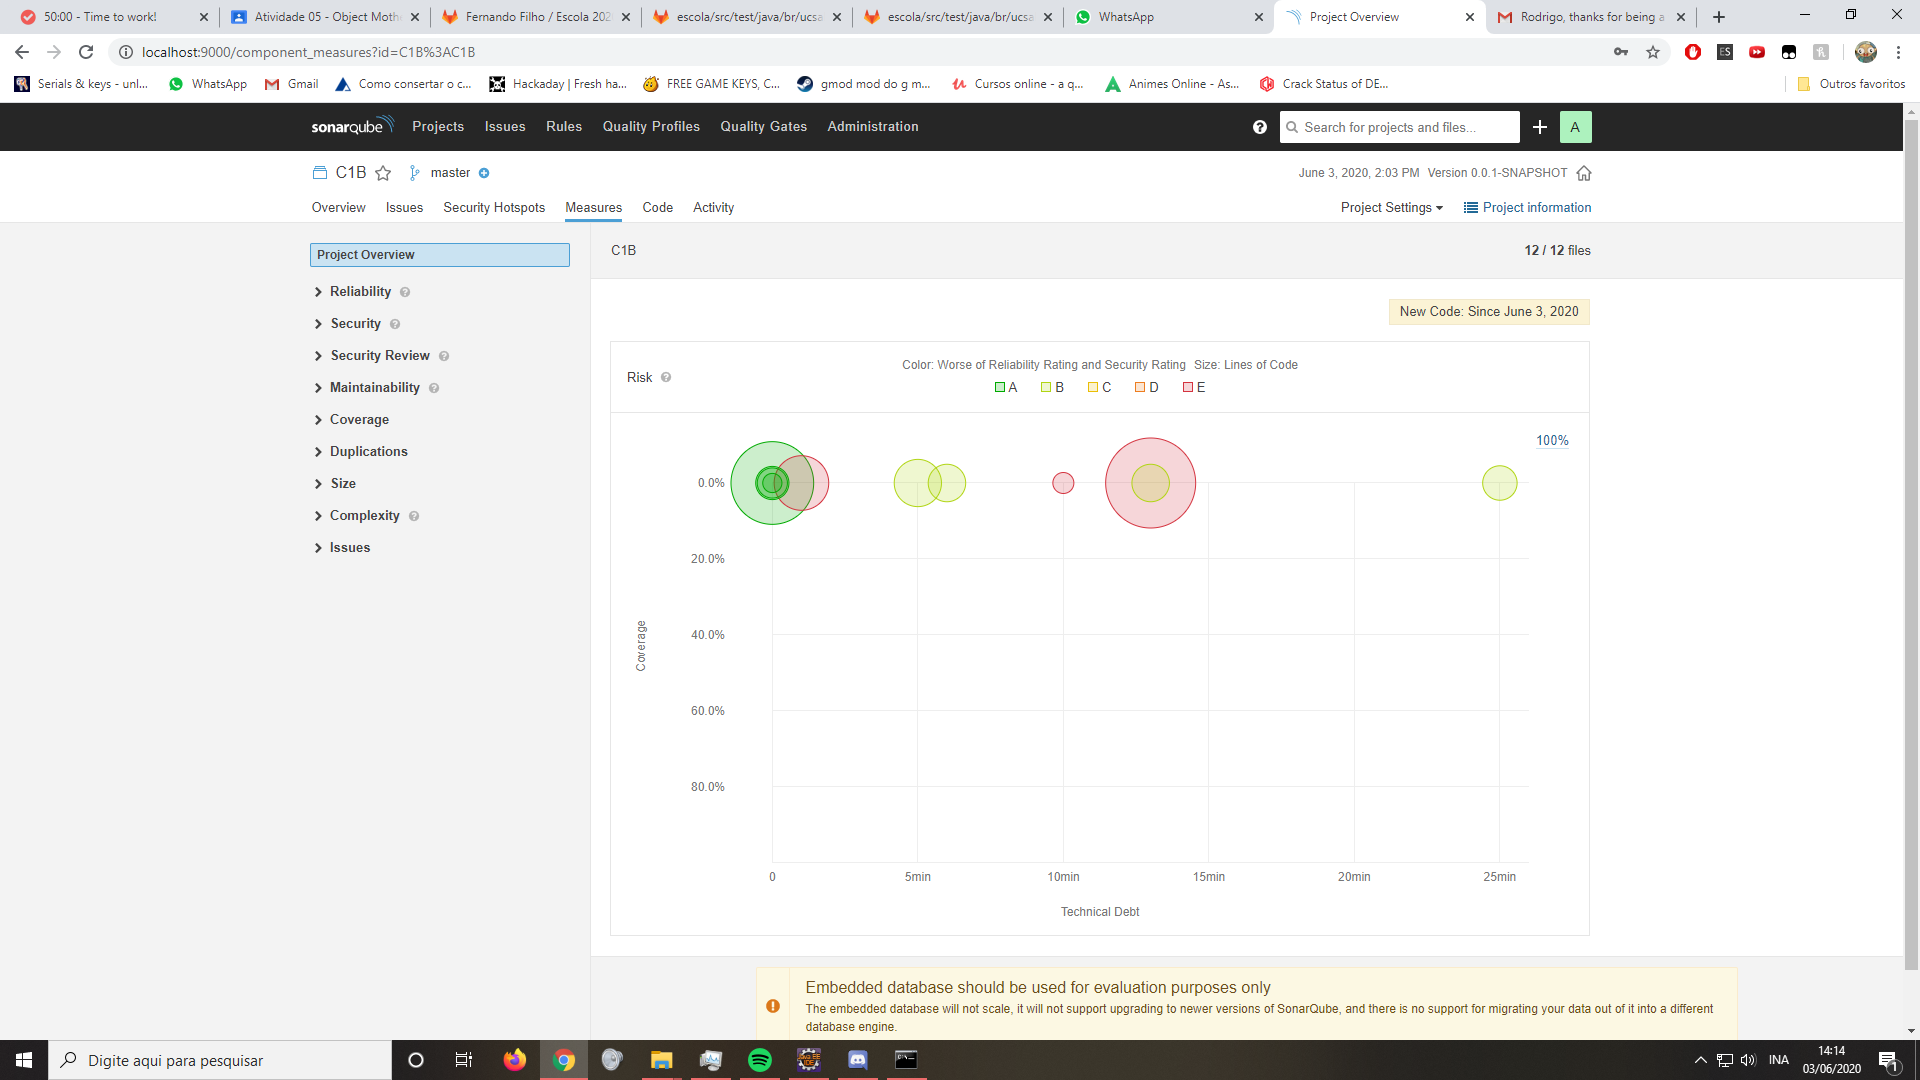 50:00 - Time to work!
Atividade 05 - Object Moth
Fernando Filho / Escola 202
escola/src/test/java/br/ucsa
escola/src/test/java/br/ucsa
WhatsApp
Project Overview
Rodrigo, thanks for being a
localhost:9000/component_measures?id=C1B%3AC1B
Serials & keys - unl...
WhatsApp
Gmail
Como consertar o c...
Hackaday | Fresh ha...
FREE GAME KEYS, C...
gmod mod do g m...
Cursos online - a q...
Animes Online - As...
Crack Status of DE...
Outros favoritos
sonarqube
Projects
Issues
Rules
Quality Profiles
Quality Gates
Administration
Search for projects and files...
A
C1B
master
June 3, 2020, 2:03 PM Version 0.0.1-SNAPSHOT
Overview
Issues
Security Hotspots
Measures
Code
Activity
Project Settings
Project information
Project Overview
Reliability
Security
Security Review
Maintainability
Coverage
Duplications
Size
Complexity
Issues
C1B
12 / 12 files
New Code: Since June 3, 2020
Risk
Color: Worse of Reliability Rating and Security Rating Size: Lines of Code
A B C D E
100%
0.0%
20.0%
40.0%
60.0%
80.0%
Coverage
0 5min 10min 15min 20min 25min
Technical Debt
Embedded database should be used for evaluation purposes only
The embedded database will not scale, it will not support upgrading to newer versions of SonarQube, and there is no support for migrating your data out of it into a different
database engine.
Digite aqui para pesquisar
INA
14:14
03/06/2020
1